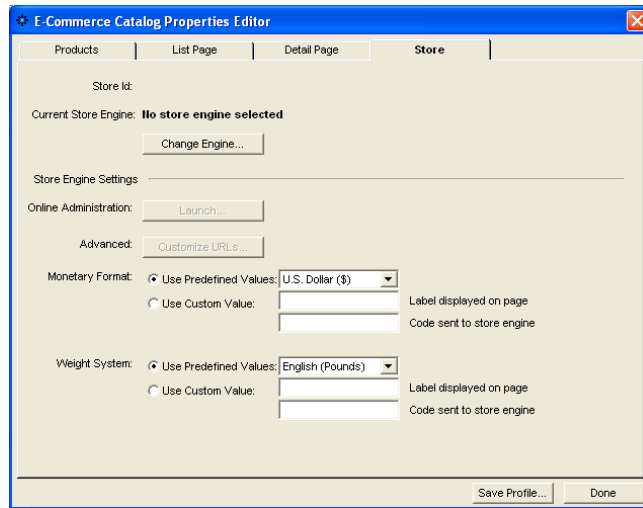 E-Commerce Catalog Properties Editor
Products List Page Detail Page Store
Store Id:
Current Store Engine: No store engine selected
Change Engine...
Store Engine Settings
Online Administration: Launch...
Advanced: Customize URLs...
Monetary Format: Use Predefined Values: U.S. Dollar ($)
Use Custom Value: Label displayed on page
Code sent to store engine
Weight System: Use Predefined Values: English (Pounds)
Use Custom Value: Label displayed on page
Code sent to store engine
Save Profile... Done